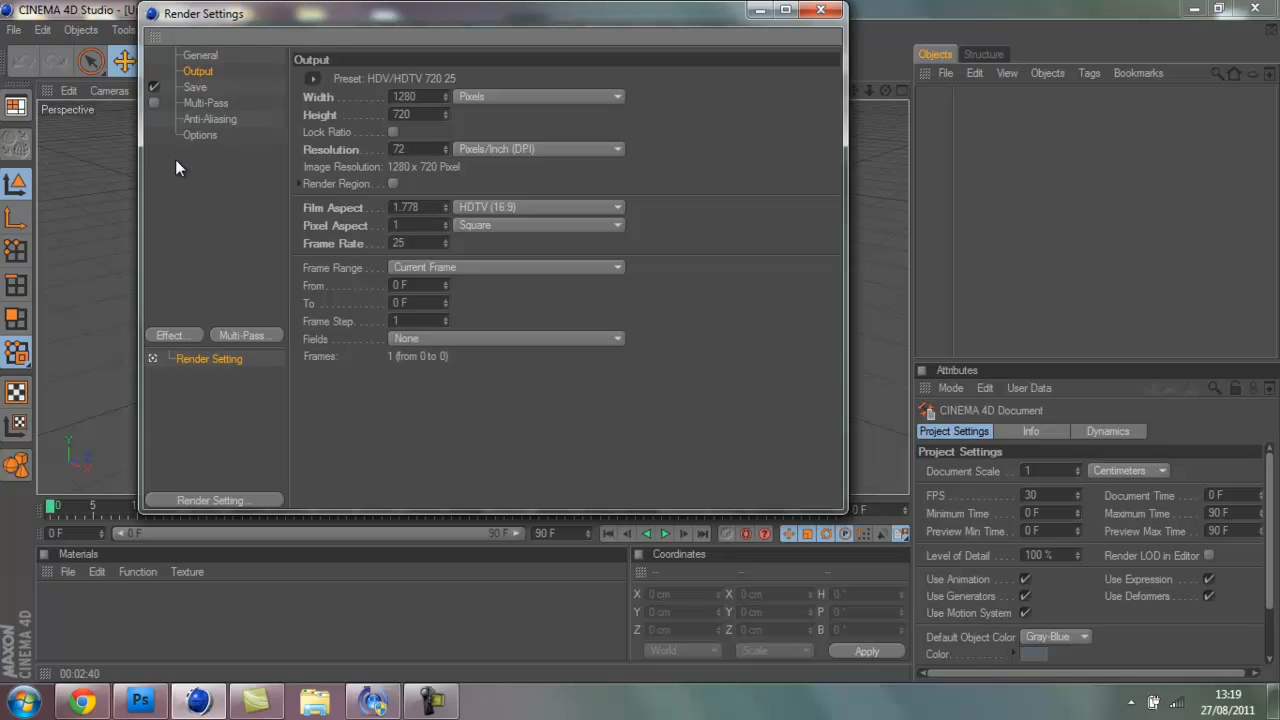 CINEMA 4D Studio - [Un
Render Settings
File Edit Objects Tools
General
Output
Save
Multi-Pass
Anti-Aliasing
Options
Effect...
Multi-Pass...
Render Setting
Render Setting...
Output
Preset: HDV/HDTV 720 25
Width 1280 Pixels
Height 720
Lock Ratio
Resolution 72 Pixels/Inch (DPI)
Image Resolution: 1280 x 720 Pixel
Render Region
Film Aspect 1.778 HDTV (16:9)
Pixel Aspect 1 Square
Frame Rate 25
Frame Range Current Frame
From 0 F
To 0 F
Frame Step 1
Fields None
Frames: 1 (from 0 to 0)
Edit Cameras
Perspective
Y
Z
X
Objects Structure
File Edit View Objects Tags Bookmarks
Attributes
Mode Edit User Data
CINEMA 4D Document
Project Settings Info Dynamics
Project Settings
Document Scale 1 Centimeters
FPS 30 Document Time 0 F
Minimum Time 0 F Maximum Time 90 F
Preview Min Time 0 F Preview Max Time 90 F
Level of Detail 100 % Render LOD in Editor
Use Animation Use Expression
Use Generators Use Deformers
Use Motion System
Default Object Color Gray-Blue
Color
0 5 0 F
0 F 0 F 90 F 90 F
Materials
File Edit Function Texture
Coordinates
-- -- --
X 0 cm X 0 cm H 0 °
Y 0 cm Y 0 cm P 0 °
Z 0 cm Z 0 cm B 0 °
World Scale Apply
MAXON
CINEMA 4D
00:02:40
Ps
13:19
27/08/2011